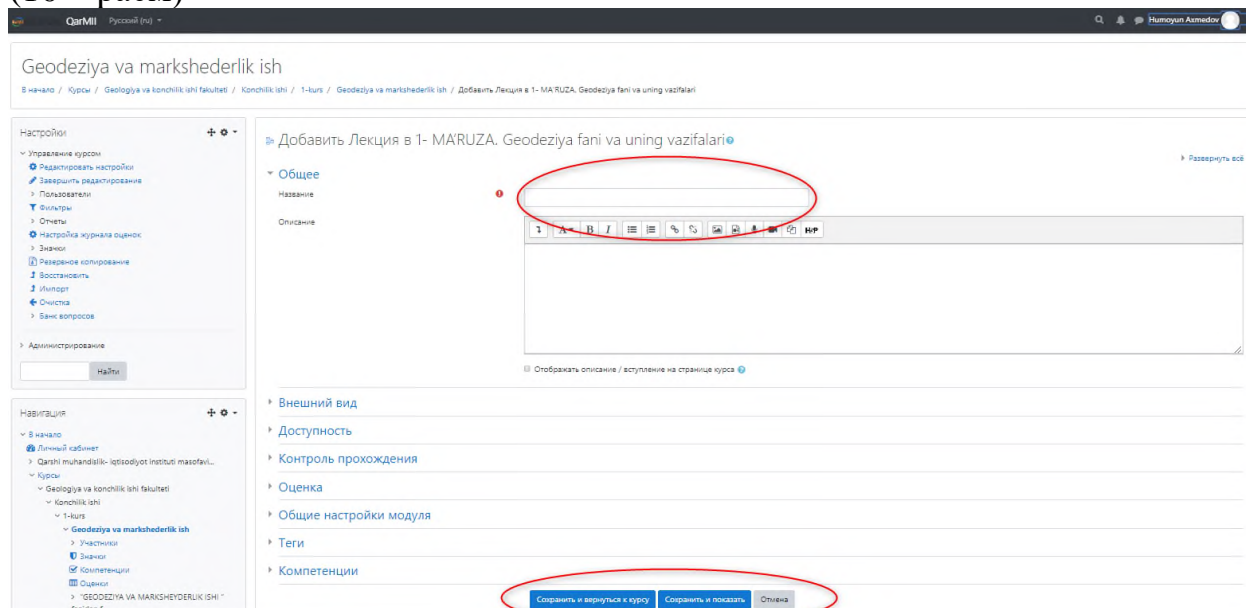 QarMII Русский (ru)
Humoyun Axmedov
Geodeziya va markshederlik ish
В начало / Курсы / Geologiya va konchilik ishi fakulteti / Konchilik ishi / 1-kurs / Geodeziya va markshederlik ish / Добавить Лекция в 1- MA'RUZA. Geodeziya fani va uning vazifalari
Настройки
Управление курсом
Редактировать настройки
Завершить редактирование
Пользователи
Фильтры
Отчеты
Настройка журнала оценок
Значки
Резервное копирование
Восстановить
Импорт
Очистка
Банк вопросов
Администрирование
Найти
Навигация
В начало
Личный кабинет
Qarshi muhandislik- iqtisodiyot instituti masofavi...
Курсы
Geologiya va konchilik ishi fakulteti
Konchilik ishi
1-kurs
Geodeziya va markshederlik ish
Участники
Значки
Компетенции
Оценки
"GEODEZIYA VA MARKSHEYDERLIK ISHI "
Добавить Лекция в 1- MA'RUZA. Geodeziya fani va uning vazifalari
Развернуть всё
Общее
Название
Описание
A B I H-P
Отображать описание / вступление на странице курса
Внешний вид
Доступность
Контроль прохождения
Оценка
Общие настройки модуля
Теги
Компетенции
Сохранить и вернуться к курсу Сохранить и показать Отмена